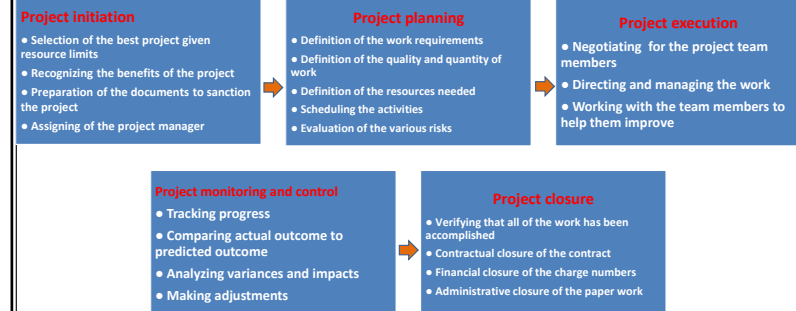 Project initiation
● Selection of the best project given
resource limits
● Recognizing the benefits of the project
● Preparation of the documents to sanction
the project
● Assigning of the project manager
Project planning
● Definition of the work requirements
● Definition of the quality and quantity of
work
● Definition of the resources needed
● Scheduling the activities
● Evaluation of the various risks
Project execution
● Negotiating for the project team
members
● Directing and managing the work
● Working with the team members to
help them improve
Project monitoring and control
● Tracking progress
● Comparing actual outcome to
predicted outcome
● Analyzing variances and impacts
● Making adjustments
Project closure
● Verifying that all of the work has been
accomplished
● Contractual closure of the contract
● Financial closure of the charge numbers
● Administrative closure of the paper work